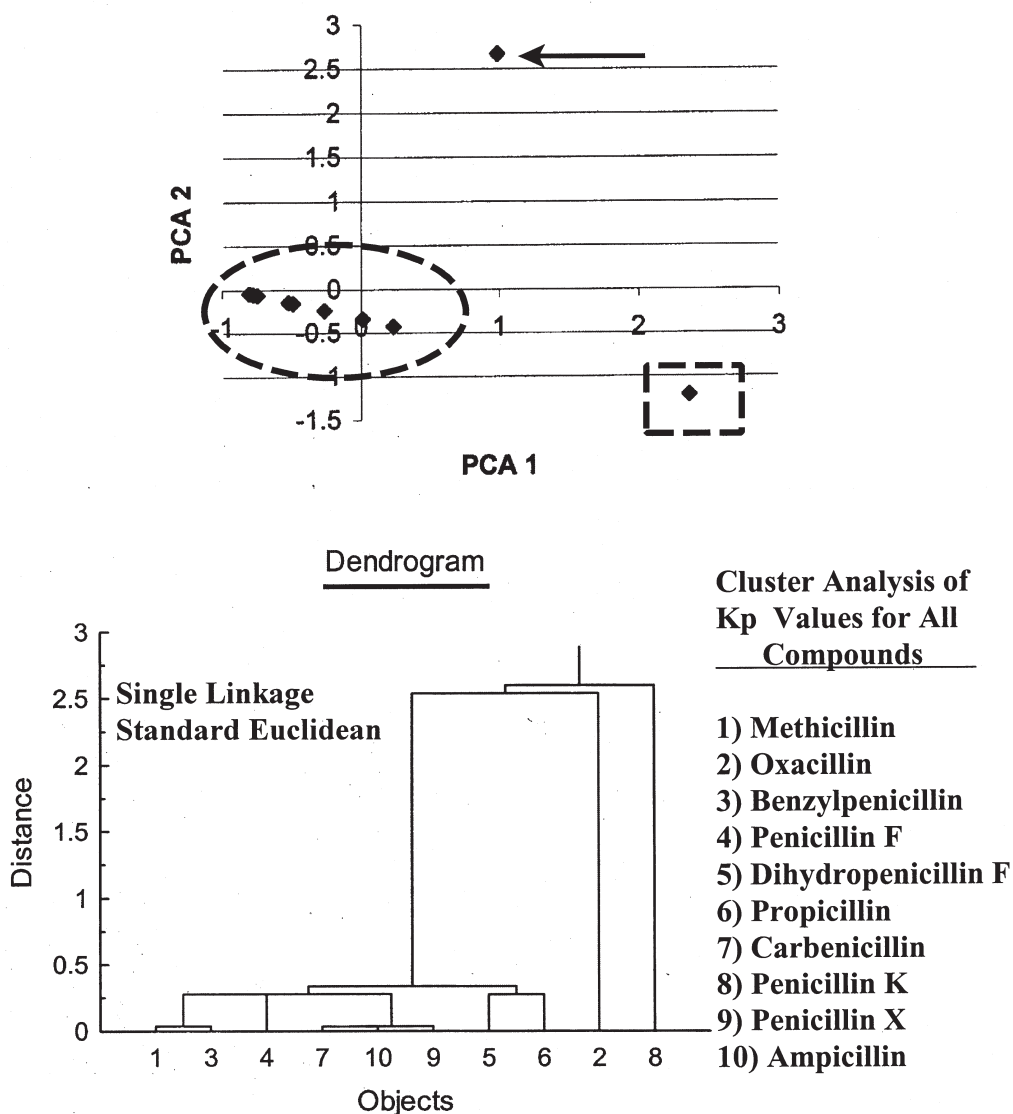 3
2.5
2
1.5
1
0.5
0
-0.5
-1
-1.5
-1 0 1 2 3
PCA 2
PCA 1
Dendrogram
Cluster Analysis of
Kp Values for All
Compounds
Single Linkage
Standard Euclidean
3
2.5
2
1.5
1
0.5
0
Distance
1 3 4 7 10 9 5 6 2 8
Objects
1) Methicillin
2) Oxacillin
3) Benzylpenicillin
4) Penicillin F
5) Dihydropenicillin F
6) Propicillin
7) Carbenicillin
8) Penicillin K
9) Penicillin X
10) Ampicillin